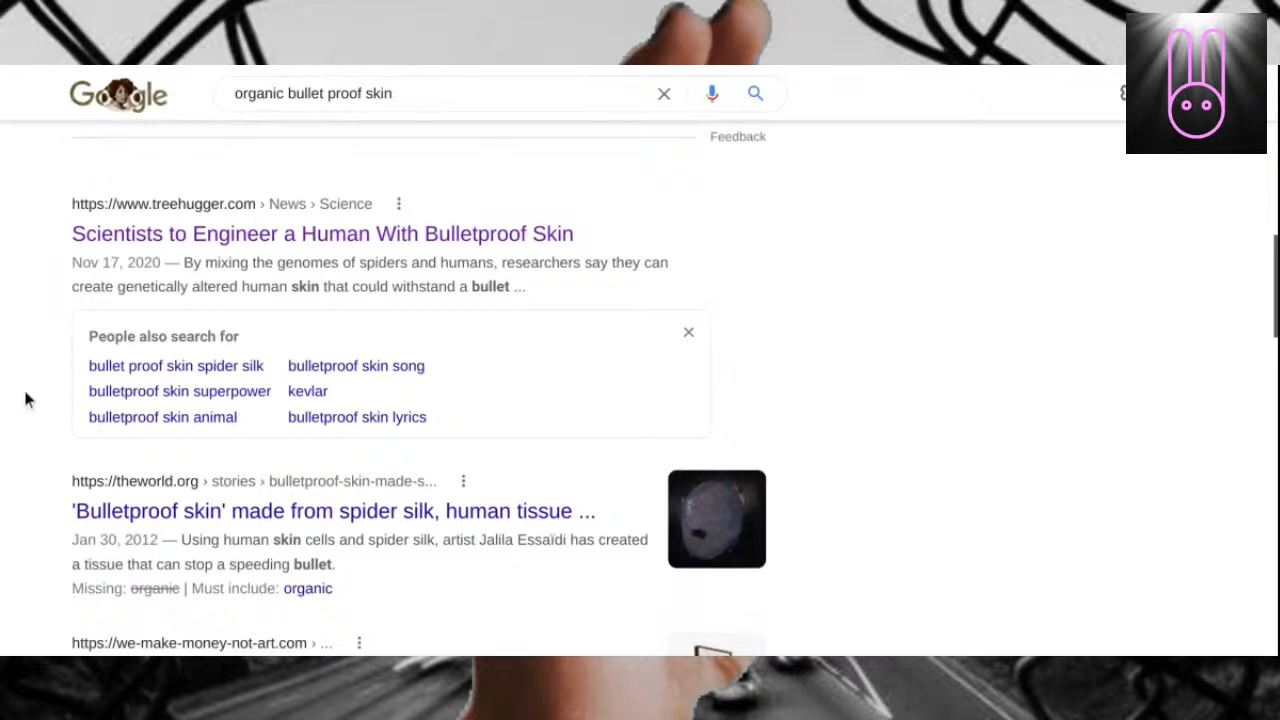 Google
organic bullet proof skin
Feedback
https://www.treehugger.com › News › Science
Scientists to Engineer a Human With Bulletproof Skin
Nov 17, 2020 — By mixing the genomes of spiders and humans, researchers say they can
create genetically altered human skin that could withstand a bullet ...
People also search for
bullet proof skin spider silk bulletproof skin song
bulletproof skin superpower kevlar
bulletproof skin animal bulletproof skin lyrics
https://theworld.org › stories › bulletproof-skin-made-s...
'Bulletproof skin' made from spider silk, human tissue ...
Jan 30, 2012 — Using human skin cells and spider silk, artist Jalila Essaïdi has created
a tissue that can stop a speeding bullet.
Missing: organic | Must include: organic
https://we-make-money-not-art.com › ...